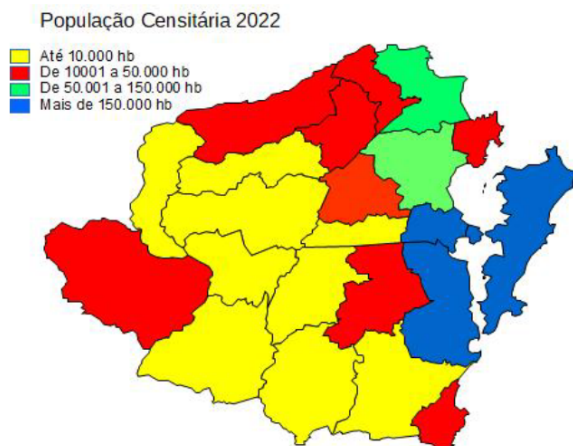 População Censitária 2022
Até 10.000 hb
De 10001 a 50.000 hb
De 50.001 a 150.000 hb
Mais de 150.000 hb